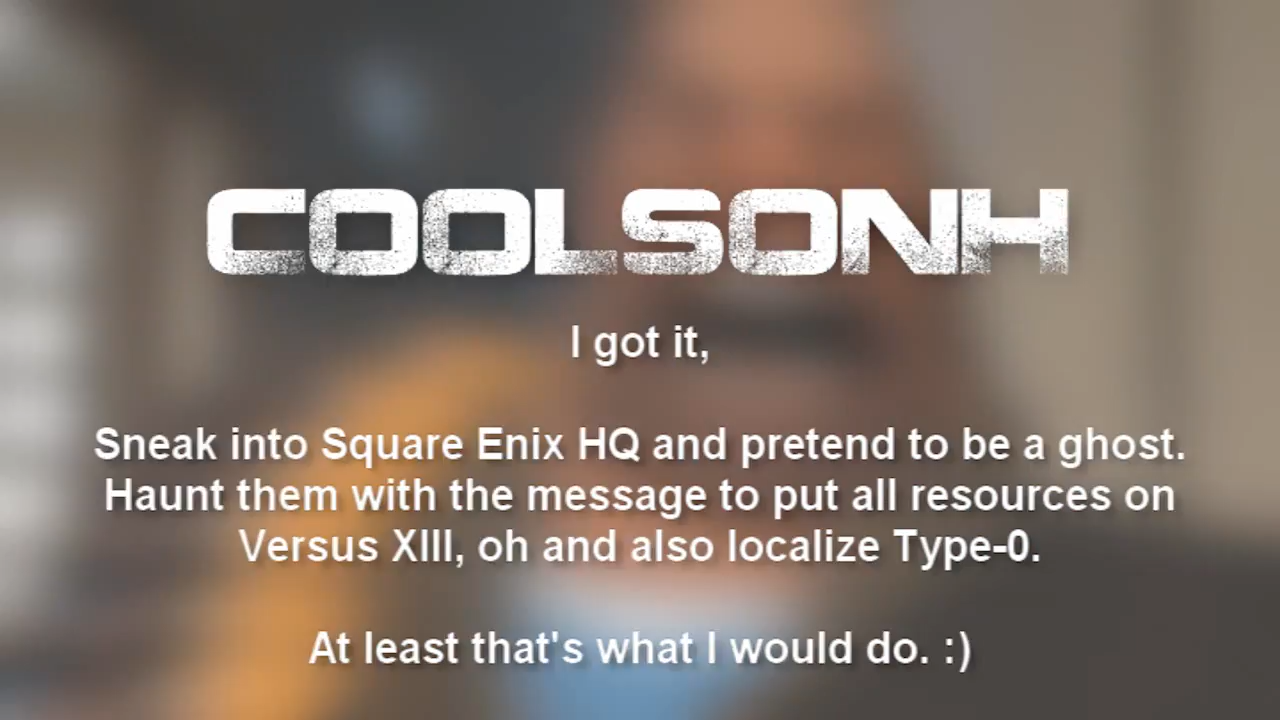 COOLSONH
I got it,
Sneak into Square Enix HQ and pretend to be a ghost.
Haunt them with the message to put all resources on
Versus XIII, oh and also localize Type-0.
At least that's what I would do. :)